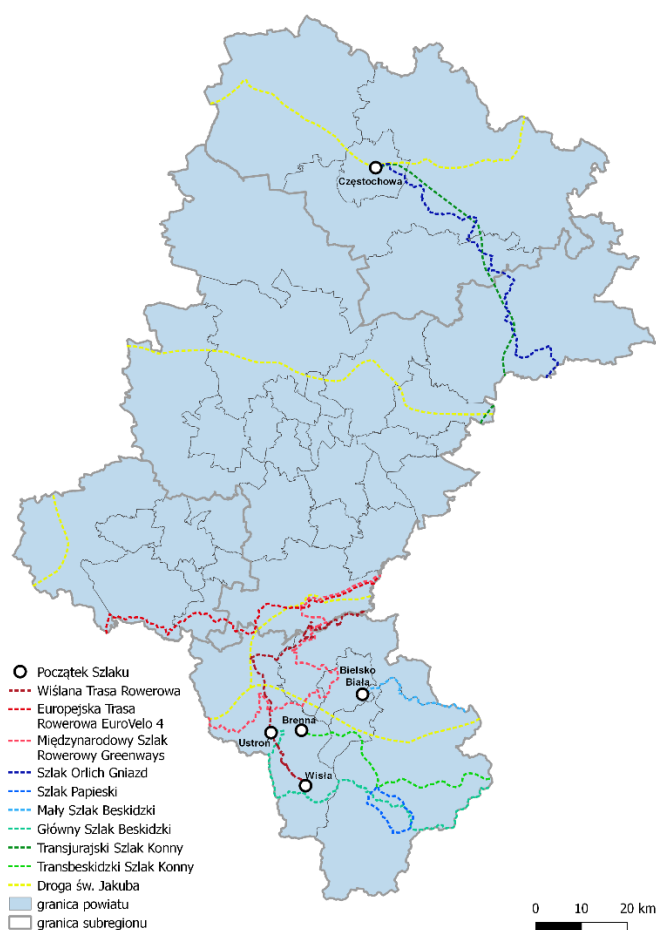 Częstochowa
Bielsko
Biała
Brenna
Ustroń
Wisła
Początek Szlaku
Wiślana Trasa Rowerowa
Europejska Trasa
Rowerowa EuroVelo 4
Międzynarodowy Szlak
Rowerowy Greenways
Szlak Orlich Gniazd
Szlak Papieski
Mały Szlak Beskidzki
Główny Szlak Beskidzki
Transjurajski Szlak Konny
Transbeskidzki Szlak Konny
Droga św. Jakuba
granica powiatu
granica subregionu
0 10 20 km